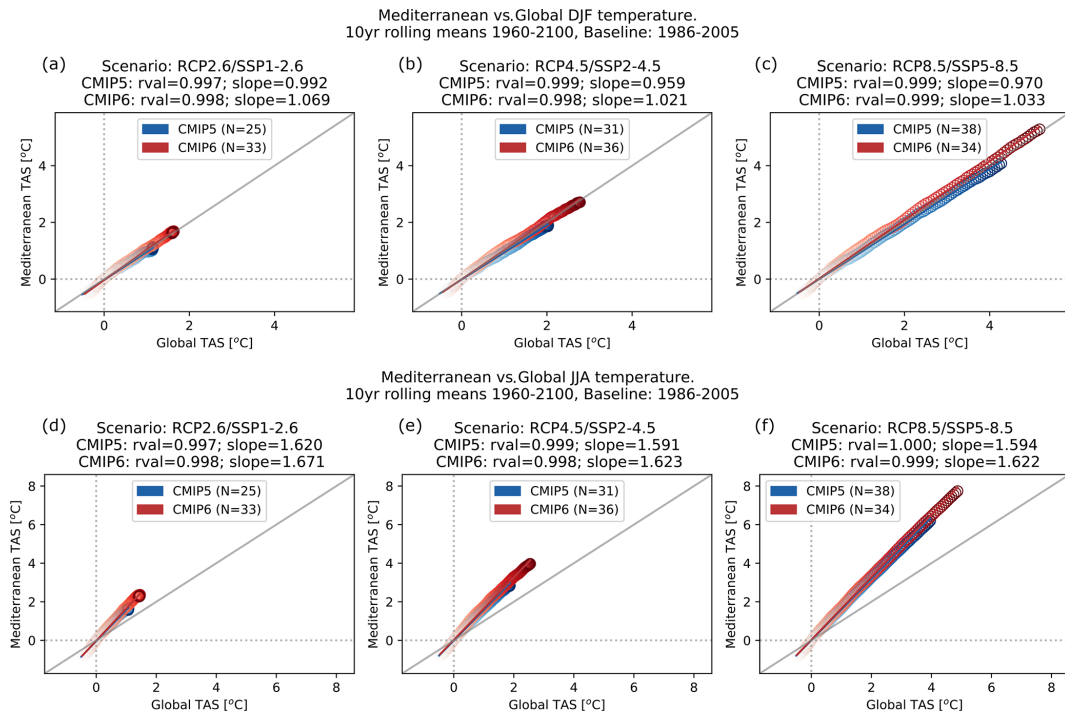 Mediterranean vs.Global DJF temperature.
10yr rolling means 1960-2100, Baseline: 1986-2005
(a)
Scenario: RCP2.6/SSP1-2.6
CMIP5: rval=0.997; slope=0.992
CMIP6: rval=0.998; slope=1.069
CMIP5 (N=25)
CMIP6 (N=33)
Mediterranean TAS [°C]
4
2
0
0
2
4
Global TAS [°C]
(b)
Scenario: RCP4.5/SSP2-4.5
CMIP5: rval=0.999; slope=0.959
CMIP6: rval=0.998; slope=1.021
CMIP5 (N=31)
CMIP6 (N=36)
Mediterranean TAS [°C]
4
2
0
0
2
4
Global TAS [°C]
(c)
Scenario: RCP8.5/SSP5-8.5
CMIP5: rval=0.999; slope=0.970
CMIP6: rval=0.999; slope=1.033
CMIP5 (N=38)
CMIP6 (N=34)
Mediterranean TAS [°C]
4
2
0
0
2
4
Global TAS [°C]
Mediterranean vs.Global JJA temperature.
10yr rolling means 1960-2100, Baseline: 1986-2005
(d)
Scenario: RCP2.6/SSP1-2.6
CMIP5: rval=0.997; slope=1.620
CMIP6: rval=0.998; slope=1.671
CMIP5 (N=25)
CMIP6 (N=33)
Mediterranean TAS [°C]
8
6
4
2
0
0
2
4
6
8
Global TAS [°C]
(e)
Scenario: RCP4.5/SSP2-4.5
CMIP5: rval=0.999; slope=1.591
CMIP6: rval=0.998; slope=1.623
CMIP5 (N=31)
CMIP6 (N=36)
Mediterranean TAS [°C]
8
6
4
2
0
0
2
4
6
8
Global TAS [°C]
(f)
Scenario: RCP8.5/SSP5-8.5
CMIP5: rval=1.000; slope=1.594
CMIP6: rval=0.999; slope=1.622
CMIP5 (N=38)
CMIP6 (N=34)
Mediterranean TAS [°C]
8
6
4
2
0
0
2
4
6
8
Global TAS [°C]